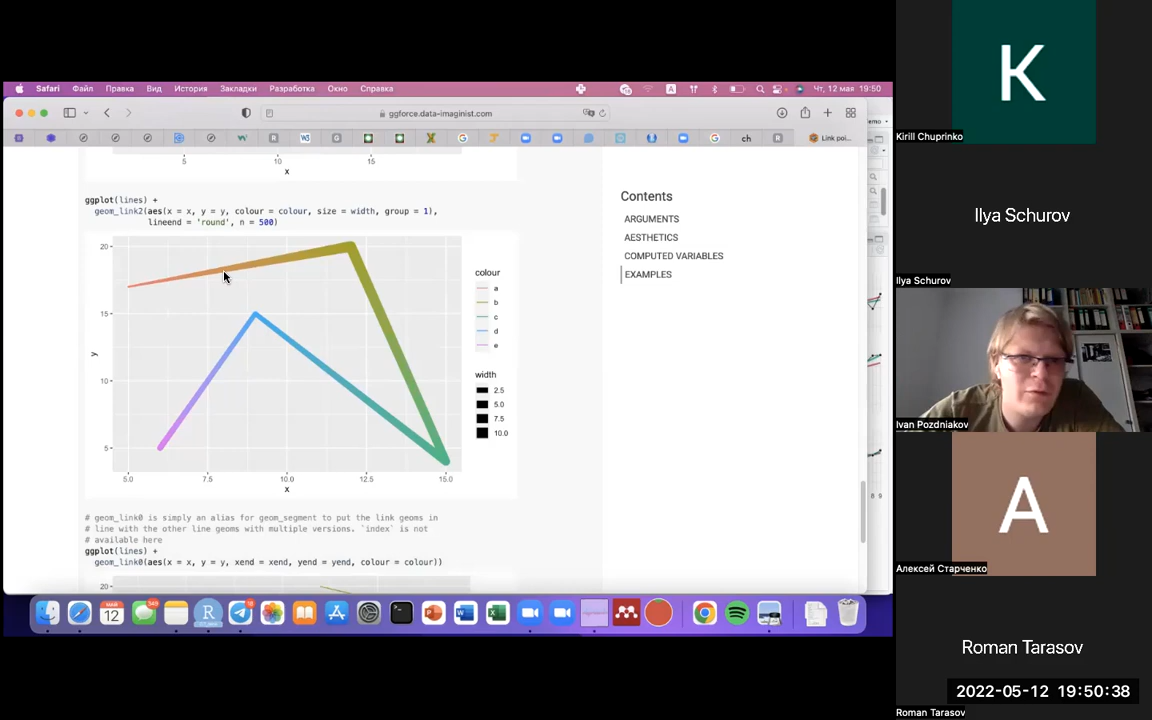 Safari Файл Правка Вид История Закладки Разработка Окно Справка
A
Чт, 12 мая 19:50
ggforce.data-imaginist.com
Link poi...
5 10 15
x
ggplot(lines) +
geom_link2(aes(x = x, y = y, colour = colour, size = width, group = 1),
lineend = 'round', n = 500)
20
15
10
5
y
5.0 7.5 10.0 12.5 15.0
x
colour
a
b
c
d
e
width
2.5
5.0
7.5
10.0
# geom_link0 is simply an alias for geom_segment to put the link geoms in
# line with the other line geoms with multiple versions. `index` is not
# available here
ggplot(lines) +
geom_link0(aes(x = x, y = y, xend = xend, yend = yend, colour = colour))
20
Contents
ARGUMENTS
AESTHETICS
COMPUTED VARIABLES
EXAMPLES
8 9
K
Kirill Chuprinko
Ilya Schurov
Ilya Schurov
Ivan Pozdniakov
A
Алексей Старченко
Roman Tarasov
2022-05-12 19:50:38
Roman Tarasov